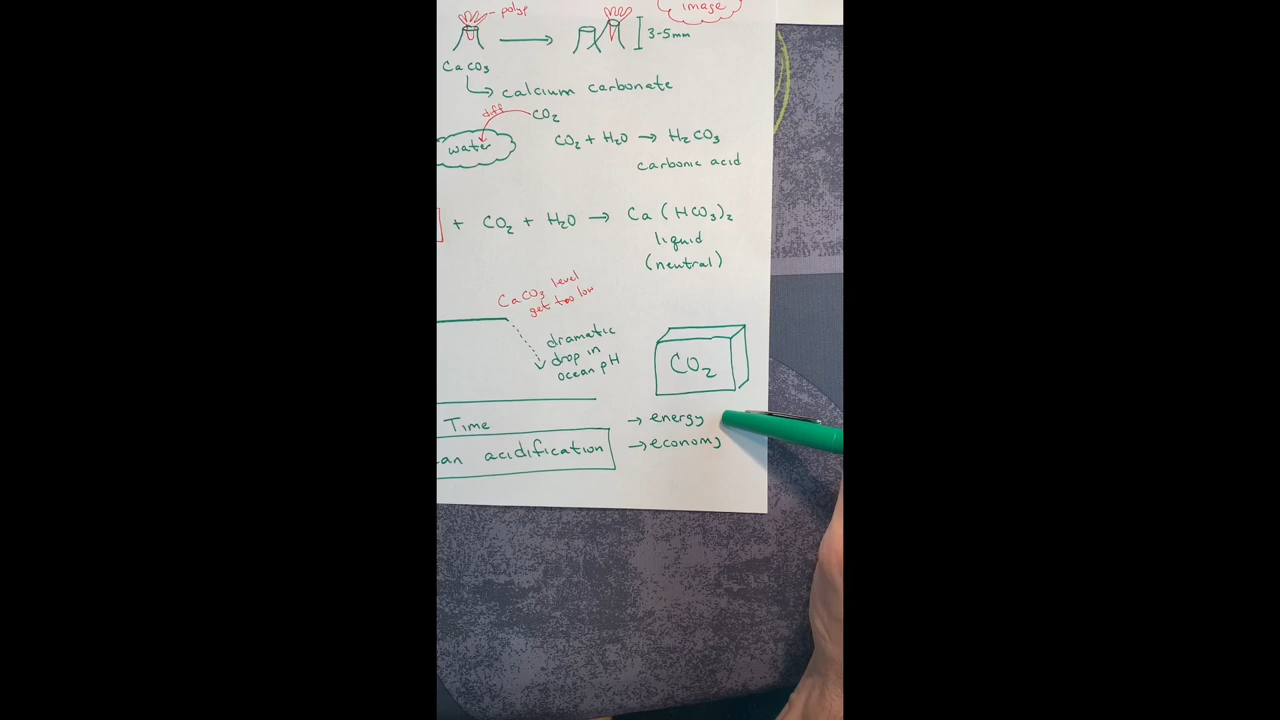 polyp
image
3-5mm
CaCO3
calcium carbonate
diff
CO2
water
CO2 + H2O → H2CO3
carbonic acid
+ CO2 + H2O → Ca(HCO3)2
liquid
(neutral)
CaCO3 level
get too low
dramatic
drop in
ocean pH
CO2
Time
→ energy
an acidification
→ economy